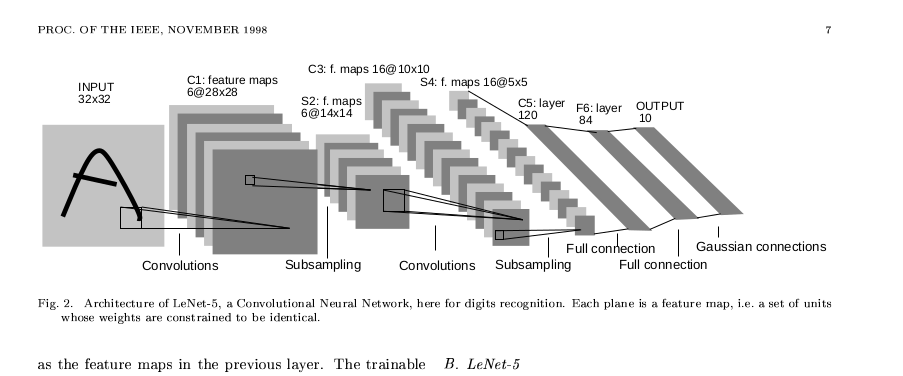 PROC. OF THE IEEE, NOVEMBER 1998 7
INPUT
32x32
C1: feature maps
6@28x28
S2: f. maps
6@14x14
C3: f. maps 16@10x10
S4: f. maps 16@5x5
C5: layer
120
F6: layer
84
OUTPUT
10
A
Convolutions
Subsampling
Convolutions
Subsampling
Full connection
Full connection
Gaussian connections
Fig. 2. Architecture of LeNet-5, a Convolutional Neural Network, here for digits recognition. Each plane is a feature map, i.e. a set of units
whose weights are constrained to be identical.
as the feature maps in the previous layer. The trainable
B. LeNet-5